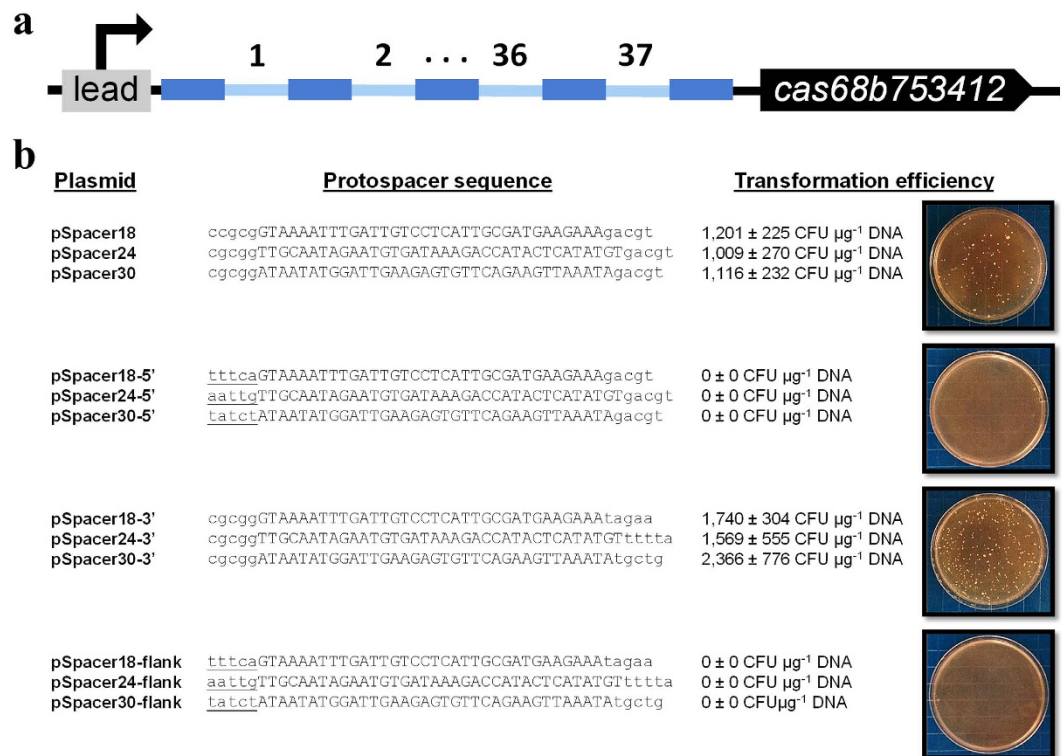 a
lead
1 2 ... 36 37
cas68b753412
b
Plasmid Protospacer sequence Transformation efficiency
pSpacer18 ccgcgGTAAAATTTGATTGTCCTCATTGCGATGAAGAAAgacgt 1,201 ± 225 CFU µg⁻¹ DNA
pSpacer24 cgcggTTGCAATAGAATGTGATAAAGACCATACTCATATGTgacgt 1,009 ± 270 CFU µg⁻¹ DNA
pSpacer30 cgcggATAATATGGATTGAAGAGTGTTCAGAAGTTAAATAgacgt 1,116 ± 232 CFU µg⁻¹ DNA
pSpacer18-5' tttcaGTAAAATTTGATTGTCCTCATTGCGATGAAGAAAgacgt 0 ± 0 CFU µg⁻¹ DNA
pSpacer24-5' aattgTTGCAATAGAATGTGATAAAGACCATACTCATATGTgacgt 0 ± 0 CFU µg⁻¹ DNA
pSpacer30-5' tatctATAATATGGATTGAAGAGTGTTCAGAAGTTAAATAgacgt 0 ± 0 CFU µg⁻¹ DNA
pSpacer18-3' cgcggGTAAAATTTGATTGTCCTCATTGCGATGAAGAAAtagaa 1,740 ± 304 CFU µg⁻¹ DNA
pSpacer24-3' cgcggTTGCAATAGAATGTGATAAAGACCATACTCATATGTtttta 1,569 ± 555 CFU µg⁻¹ DNA
pSpacer30-3' cgcggATAATATGGATTGAAGAGTGTTCAGAAGTTAAATAtgctg 2,366 ± 776 CFU µg⁻¹ DNA
pSpacer18-flank tttcaGTAAAATTTGATTGTCCTCATTGCGATGAAGAAAtagaa 0 ± 0 CFU µg⁻¹ DNA
pSpacer24-flank aattgTTGCAATAGAATGTGATAAAGACCATACTCATATGTtttta 0 ± 0 CFU µg⁻¹ DNA
pSpacer30-flank tatctATAATATGGATTGAAGAGTGTTCAGAAGTTAAATAtgctg 0 ± 0 CFUµg⁻¹ DNA